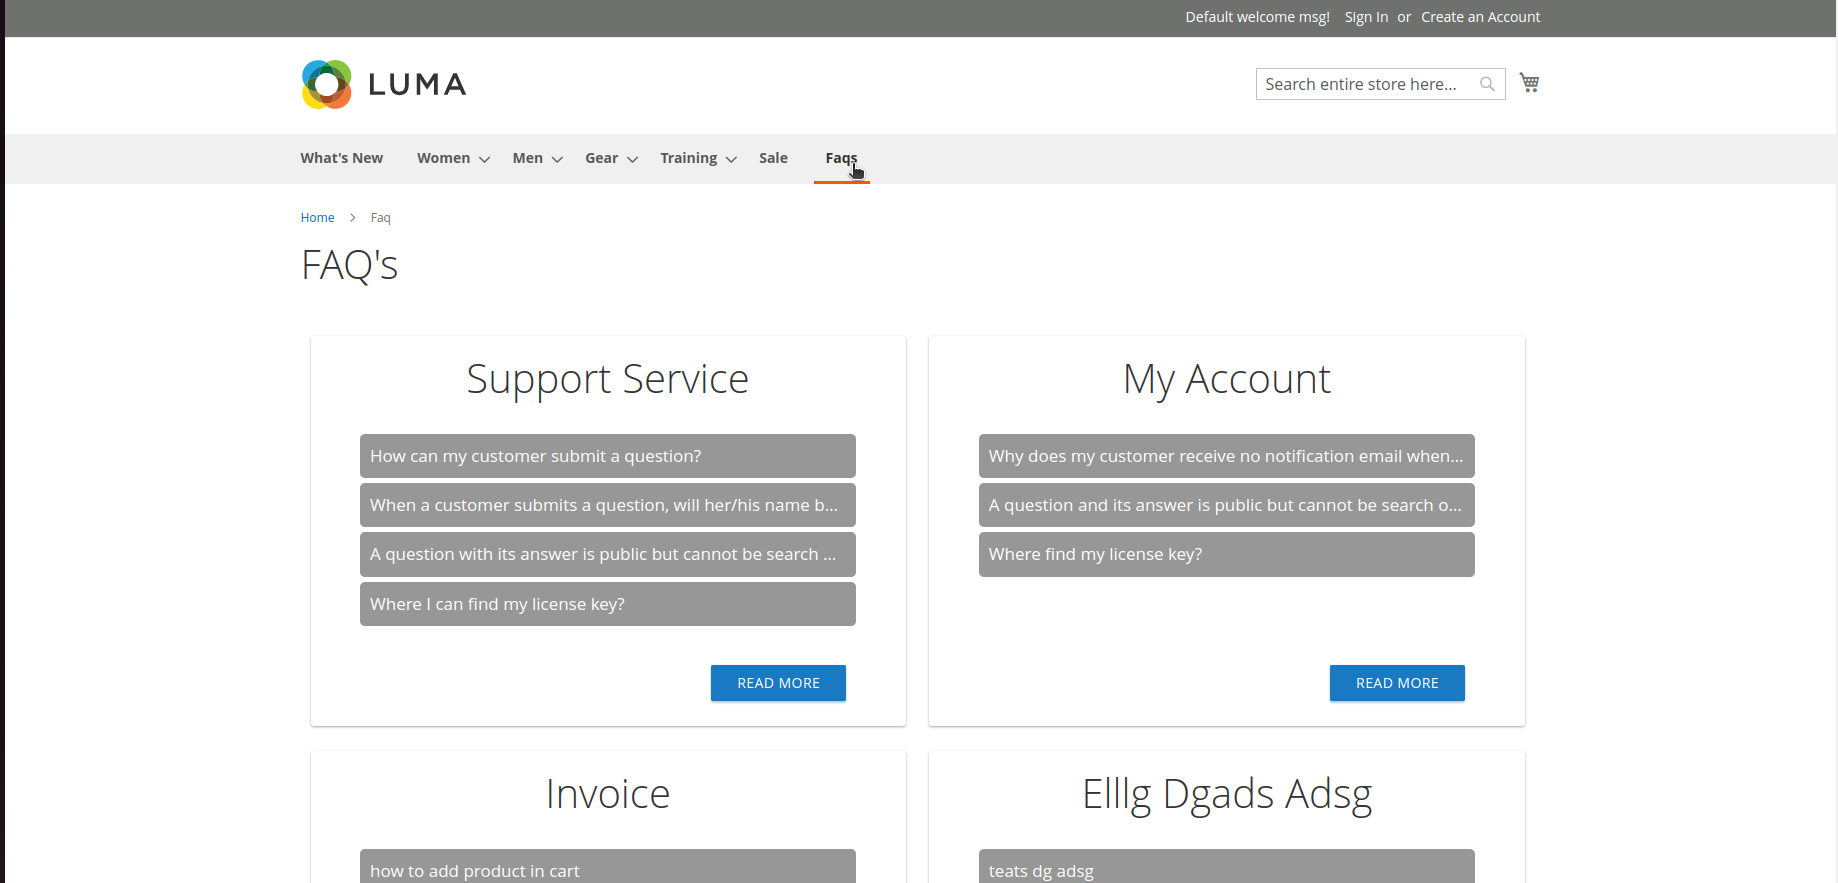 Default welcome msg! Sign In or Create an Account
LUMA
Search entire store here...
What's New Women Men Gear Training Sale Faqs
Home > Faq
FAQ's
Support Service
How can my customer submit a question?
When a customer submits a question, will her/his name b...
A question with its answer is public but cannot be search ...
Where I can find my license key?
READ MORE
My Account
Why does my customer receive no notification email when...
A question and its answer is public but cannot be search o...
Where find my license key?
READ MORE
Invoice
how to add product in cart
Elllg Dgads Adsg
teats dg adsg